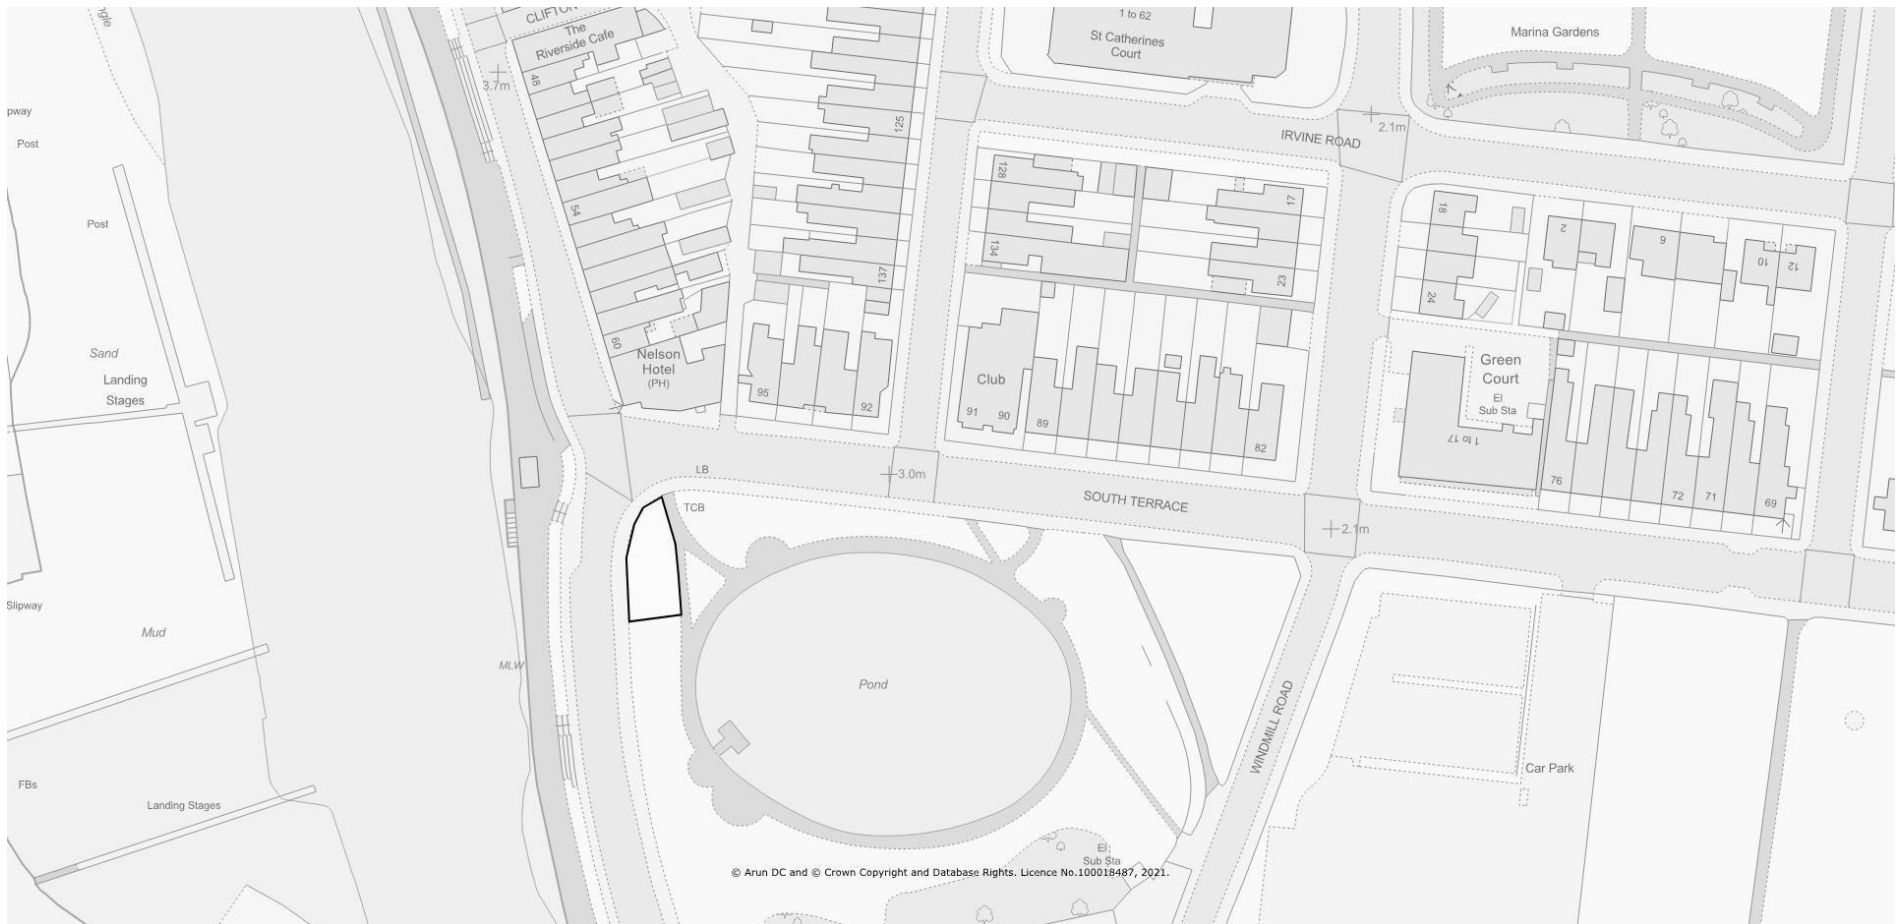 ngle
CLIFTON
The
Riverside Cafe
1 to 62
St Catherines
Court
Marina Gardens
48
3.7m
pway
Post
125
IRVINE ROAD
2.1m
128
17
54
18
2
6
10
12
Post
134
137
23
24
60
Nelson
Hotel
(PH)
Sand
Landing
Stages
95
92
Club
91
90
89
82
Green
Court
El
Sub Sta
1 to 17
76
72
71
69
LB
3.0m
SOUTH TERRACE
TCB
2.1m
Slipway
Mud
MLW
Pond
WINDMILL ROAD
Car Park
FBs
Landing Stages
El
Sub Sta
© Arun DC and © Crown Copyright and Database Rights. Licence No.100018487, 2021.